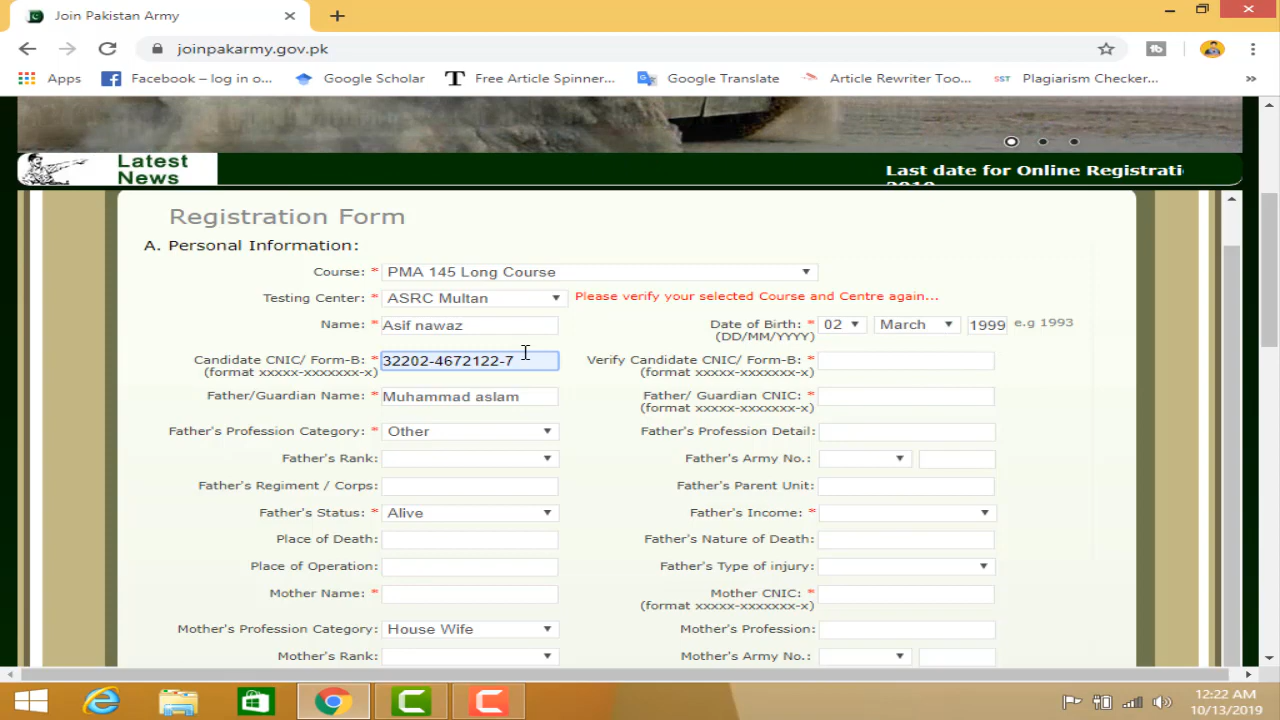 Join Pakistan Army
joinpakarmy.gov.pk
Apps Facebook – log in o... Google Scholar Free Article Spinner... Google Translate Article Rewriter Too... SST Plagiarism Checker... »
Latest News
Last date for Online Registrati
Registration Form
A. Personal Information:
Course: * PMA 145 Long Course
Testing Center: * ASRC Multan Please verify your selected Course and Centre again...
Name: * Asif nawaz Date of Birth: * 02 March 1999 e.g 1993
(DD/MM/YYYY)
Candidate CNIC/ Form-B: * 32202-4672122-7 Verify Candidate CNIC/ Form-B: *
(format xxxxx-xxxxxxx-x) (format xxxxx-xxxxxxx-x)
Father/Guardian Name: * Muhammad aslam Father/ Guardian CNIC: *
(format xxxxx-xxxxxxx-x)
Father's Profession Category: * Other Father's Profession Detail:
Father's Rank: Father's Army No.:
Father's Regiment / Corps: Father's Parent Unit:
Father's Status: * Alive Father's Income: *
Place of Death: Father's Nature of Death:
Place of Operation: Father's Type of injury:
Mother Name: * Mother CNIC: *
(format xxxxx-xxxxxxx-x)
Mother's Profession Category: House Wife Mother's Profession:
Mother's Rank: Mother's Army No.:
12:22 AM
10/13/2019